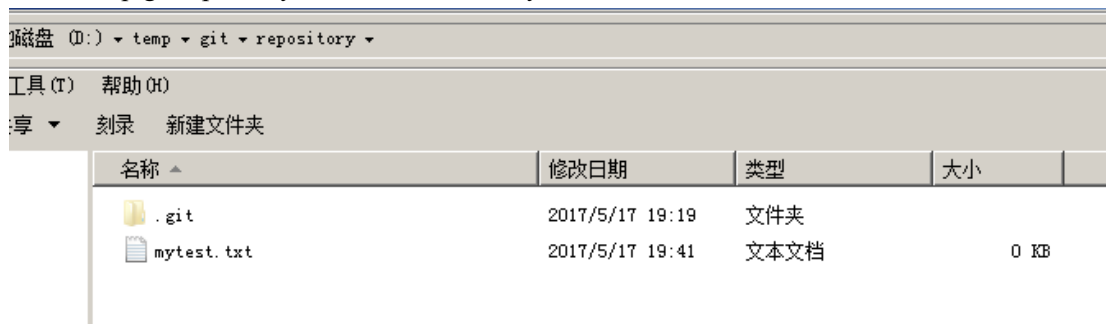 磁盘 (D:) ▾ temp ▾ git ▾ repository ▾
工具(T) 帮助(H)
享 ▾ 刻录 新建文件夹
名称 修改日期 类型 大小
.git 2017/5/17 19:19 文件夹
mytest.txt 2017/5/17 19:41 文本文档 0 KB